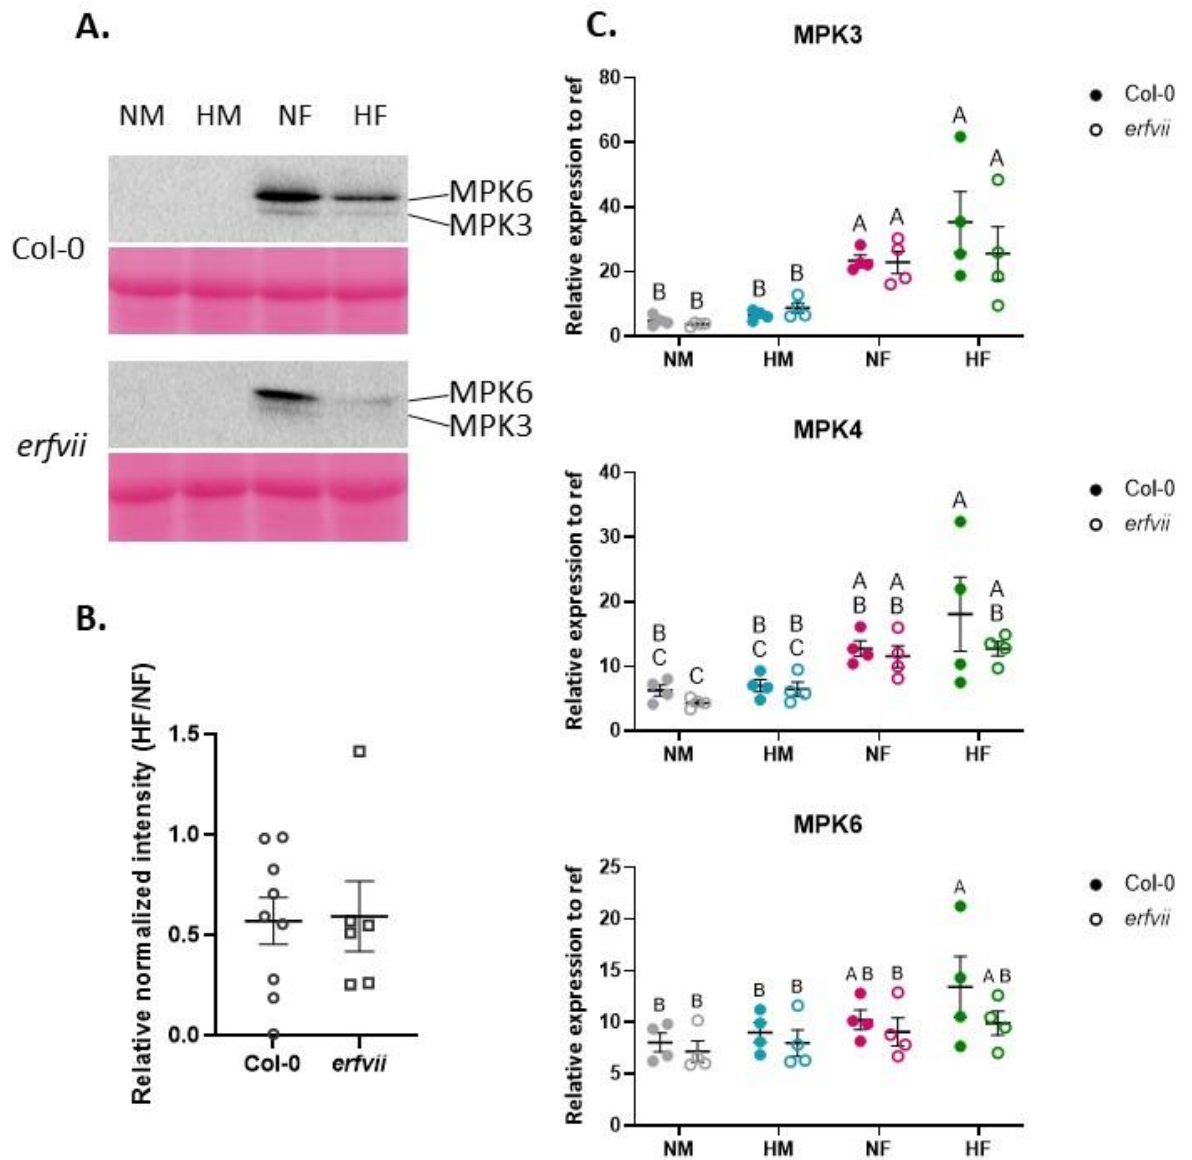 A.
NM HM NF HF
Col-0
MPK6
MPK3
erfvii
MPK6
MPK3
B.
Relative normalized intensity (HF/NF)
1.5
1.0
0.5
0.0
Col-0 erfvii
C.
MPK3
Relative expression to ref
80
60
40
20
0
B B B B A A A A
NM HM NF HF
Col-0
erfvii
MPK4
Relative expression to ref
40
30
20
10
0
B C C B C B C A B A B A A B
NM HM NF HF
Col-0
erfvii
MPK6
Relative expression to ref
25
20
15
10
5
0
B B B B A B B A A B
NM HM NF HF
Col-0
erfvii